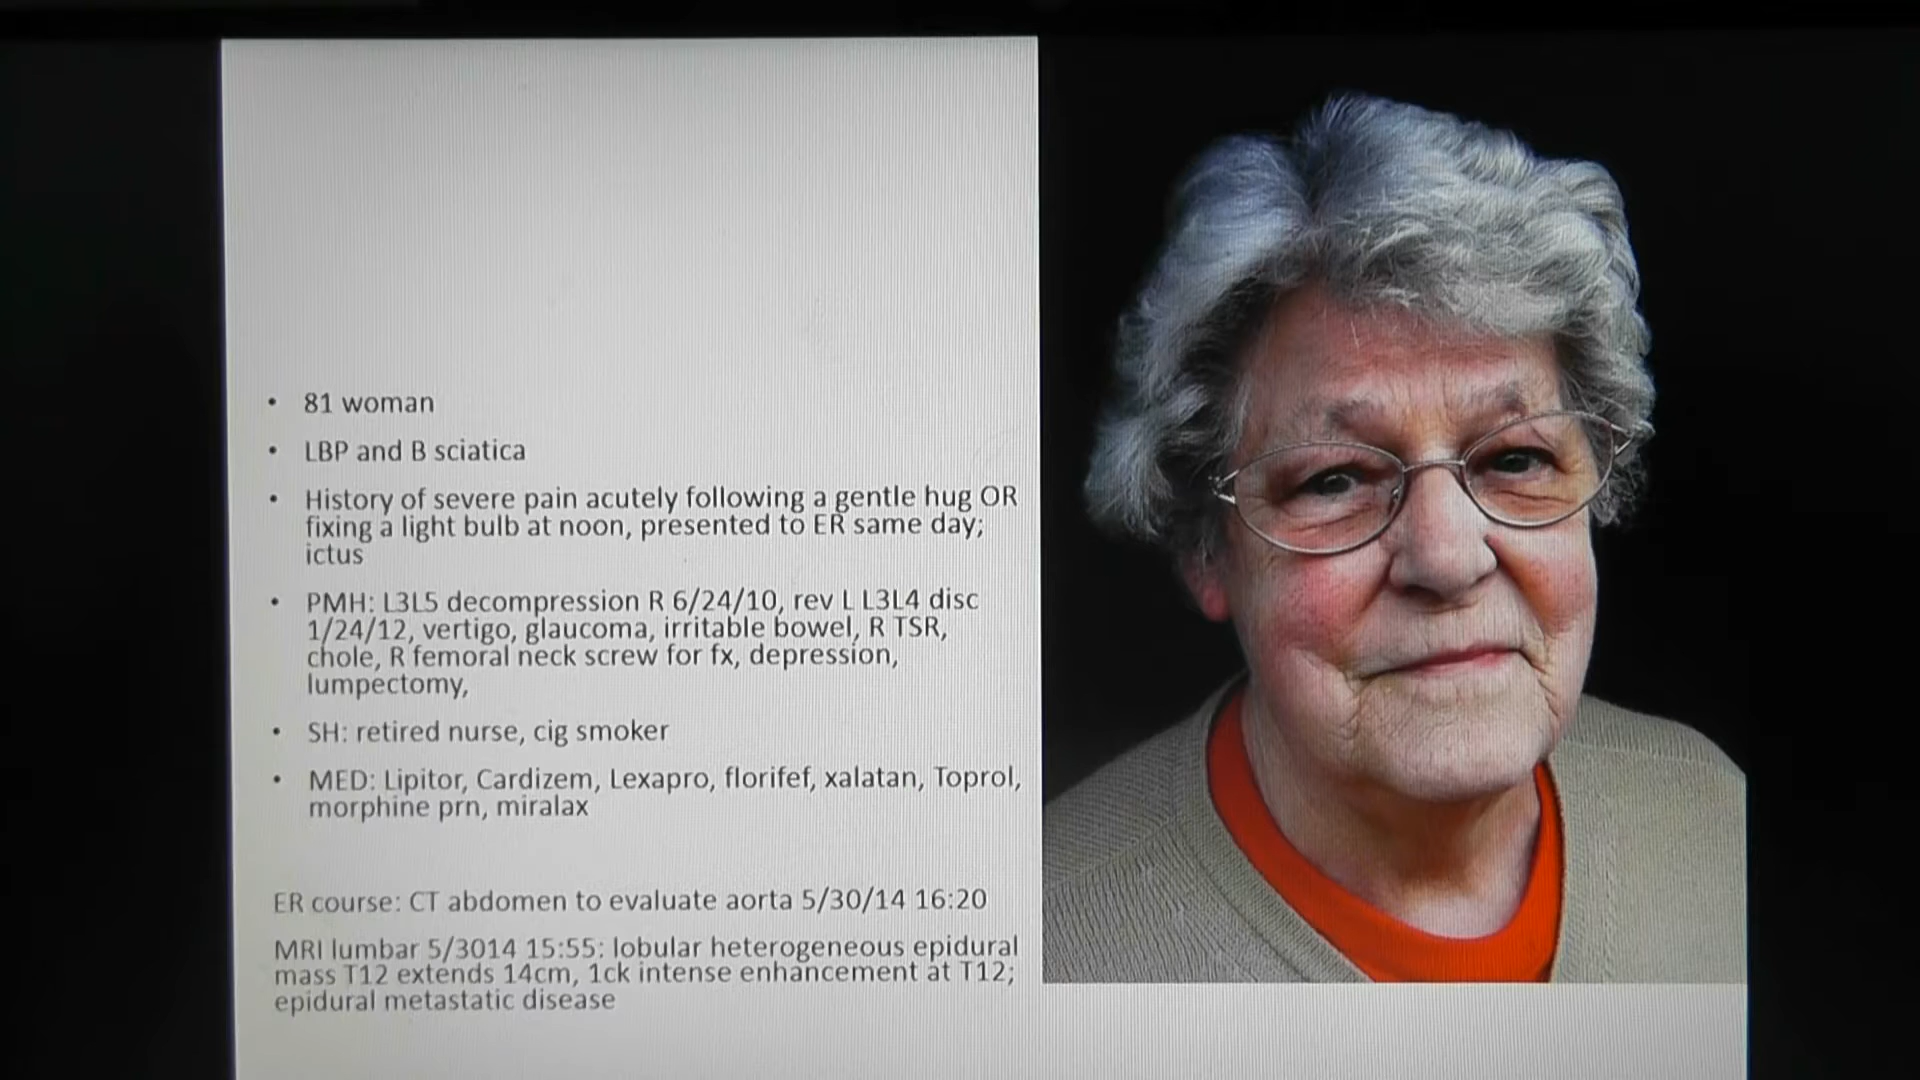 • 81 woman
• LBP and B sciatica
• History of severe pain acutely following a gentle hug OR
fixing a light bulb at noon, presented to ER same day;
ictus
• PMH: L3L5 decompression R 6/24/10, rev L L3L4 disc
1/24/12, vertigo, glaucoma, irritable bowel, R TSR,
chole, R femoral neck screw for fx, depression,
lumpectomy,
• SH: retired nurse, cig smoker
• MED: Lipitor, Cardizem, Lexapro, florifef, xalatan, Toprol,
morphine prn, miralax
ER course: CT abdomen to evaluate aorta 5/30/14 16:20
MRI lumbar 5/3014 15:55: lobular heterogeneous epidural
mass T12 extends 14cm, 1ck intense enhancement at T12;
epidural metastatic disease